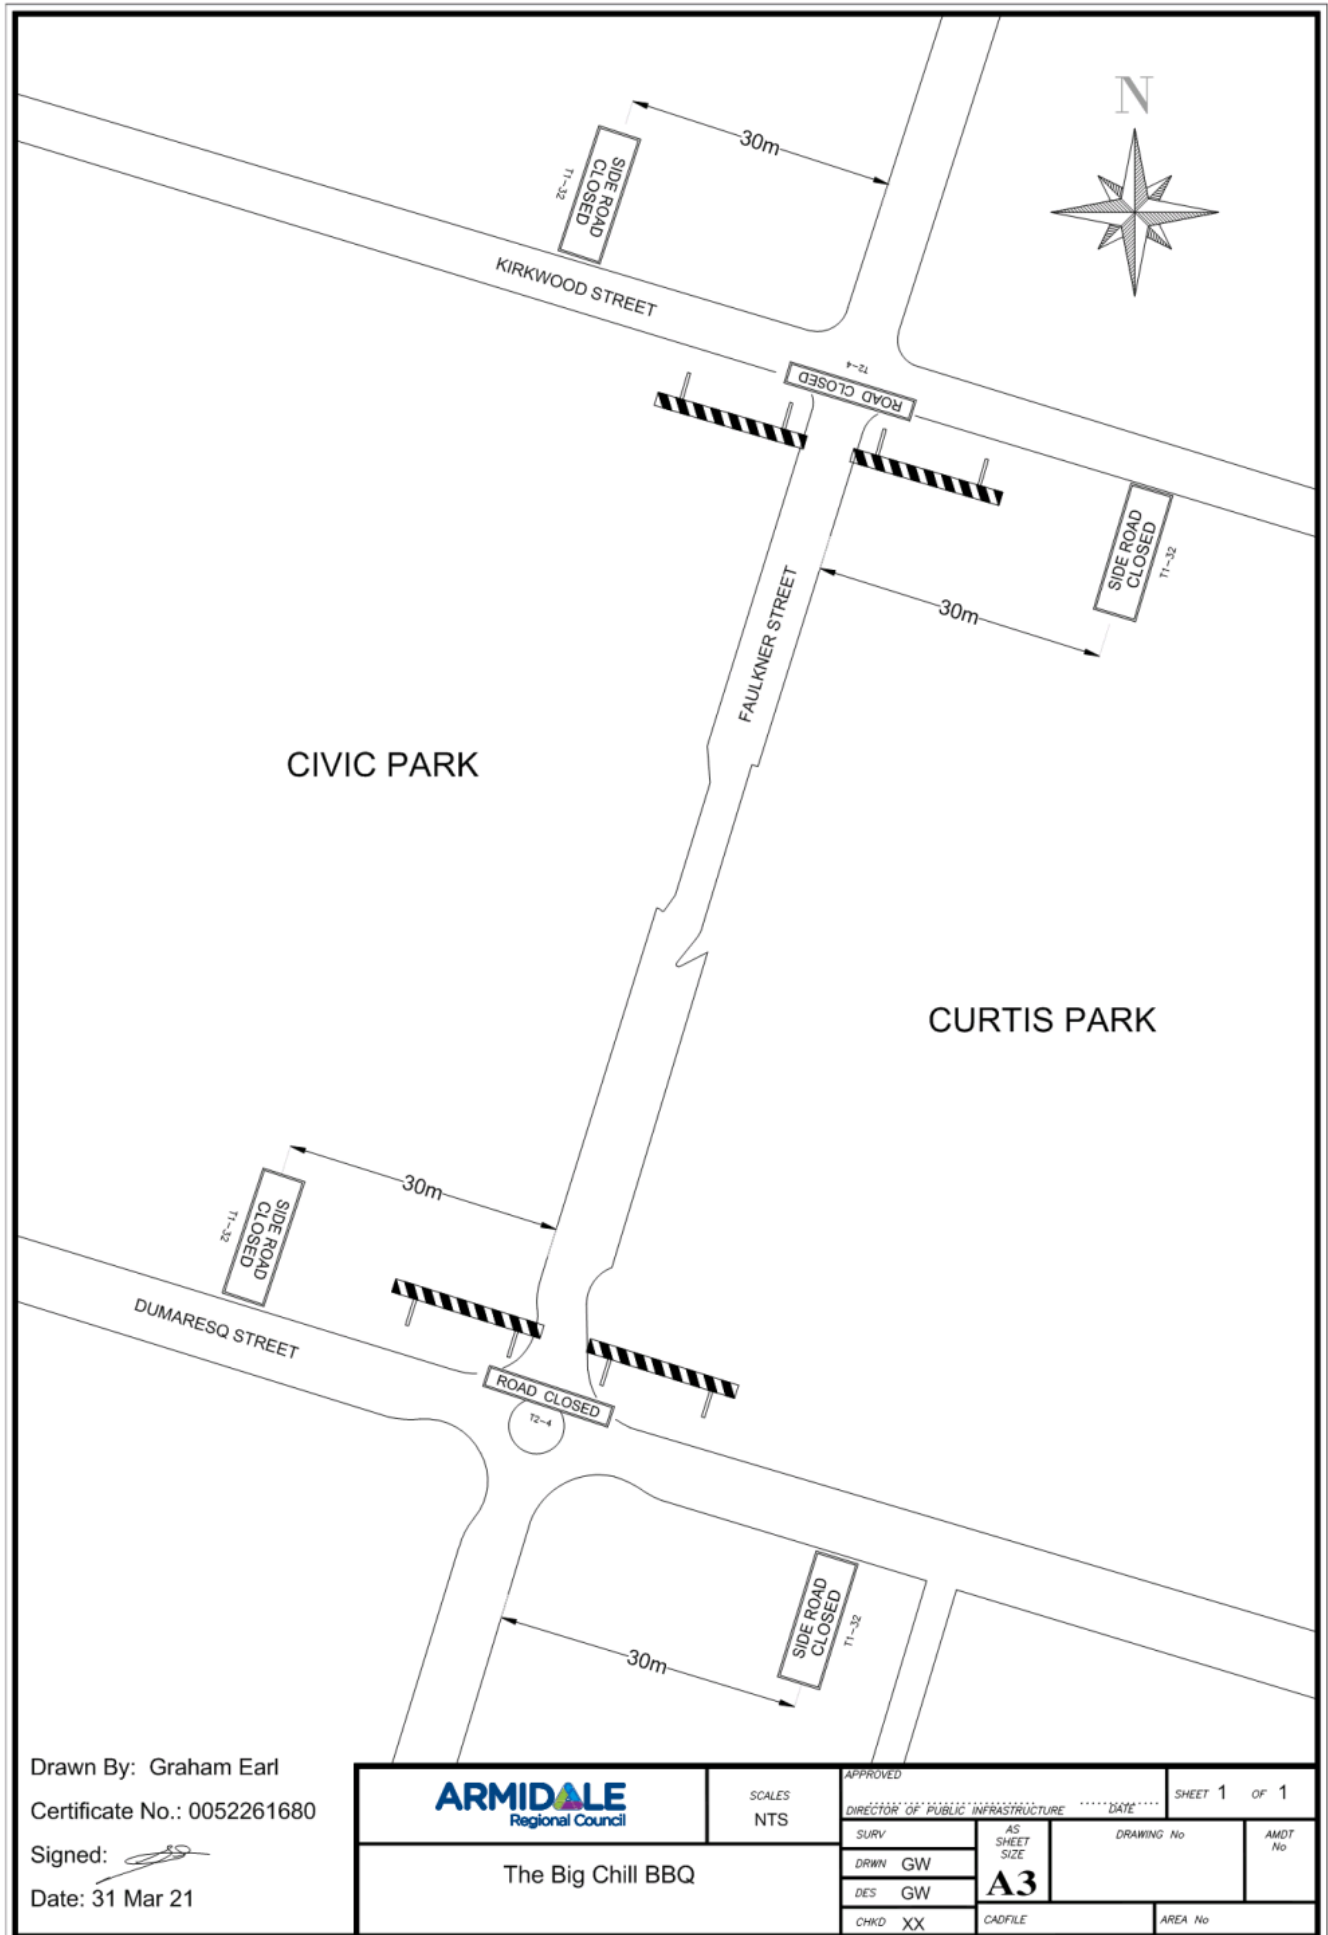 N
30m
SIDE ROAD
CLOSED
T1-32
KIRKWOOD STREET
T2-4
ROAD CLOSED
SIDE ROAD
CLOSED
T1-32
30m
FAULKNER STREET
CIVIC PARK
CURTIS PARK
30m
SIDE ROAD
CLOSED
T1-32
DUMARESQ STREET
ROAD CLOSED
T2-4
SIDE ROAD
CLOSED
T1-32
30m
Drawn By: Graham Earl
Certificate No.: 0052261680
Signed:
Date: 31 Mar 21
ARMIDALE
Regional Council
The Big Chill BBQ
SCALES
NTS
APPROVED
DIRECTOR OF PUBLIC INFRASTRUCTURE DATE
SHEET 1 OF 1
SURV
DRWN GW
DES GW
CHKD XX
AS
SHEET
SIZE
A3
DRAWING No
AMDT
No
CADFILE
AREA No